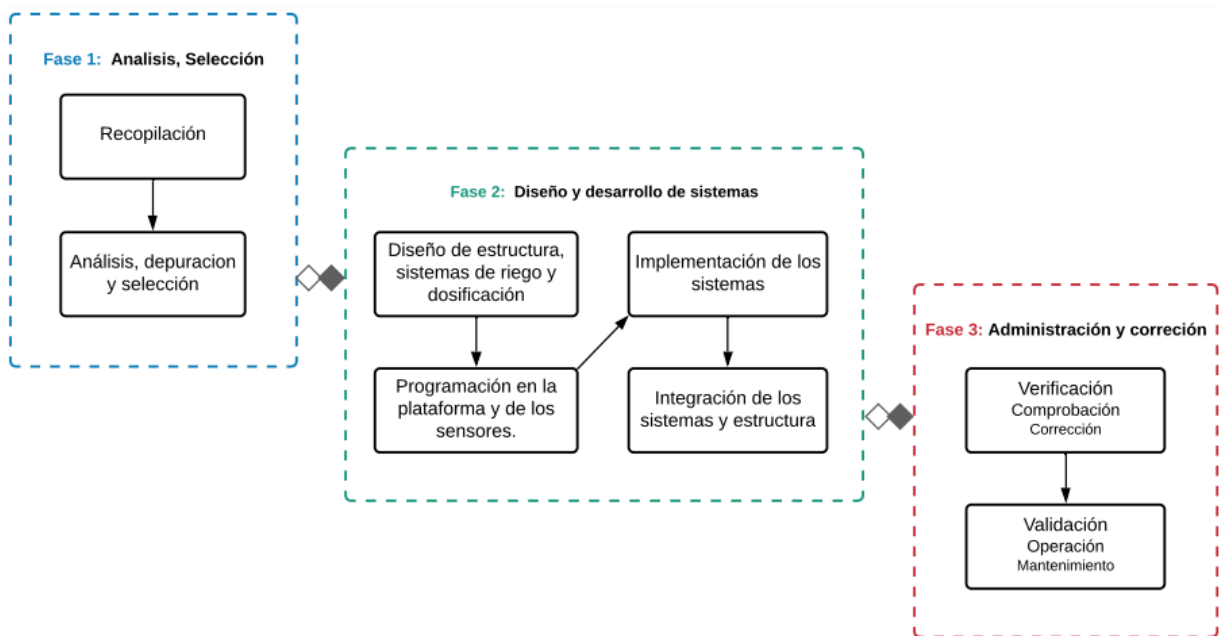 Fase 1: Analisis, Selección
Recopilación
Análisis, depuracion
y selección
Fase 2: Diseño y desarrollo de sistemas
Diseño de estructura,
sistemas de riego y
dosificación
Programación en la
plataforma y de los
sensores.
Implementación de los
sistemas
Integración de los
sistemas y estructura
Fase 3: Administración y correción
Verificación
Comprobación
Corrección
Validación
Operación
Mantenimiento